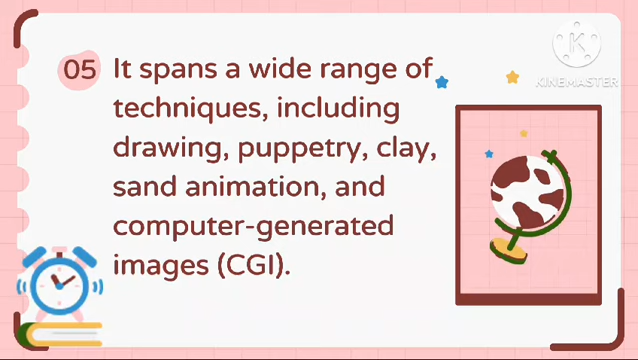 05 It spans a wide range of
techniques, including
drawing, puppetry, clay,
sand animation, and
computer-generated
images (CGI).
K
KINEMASTER